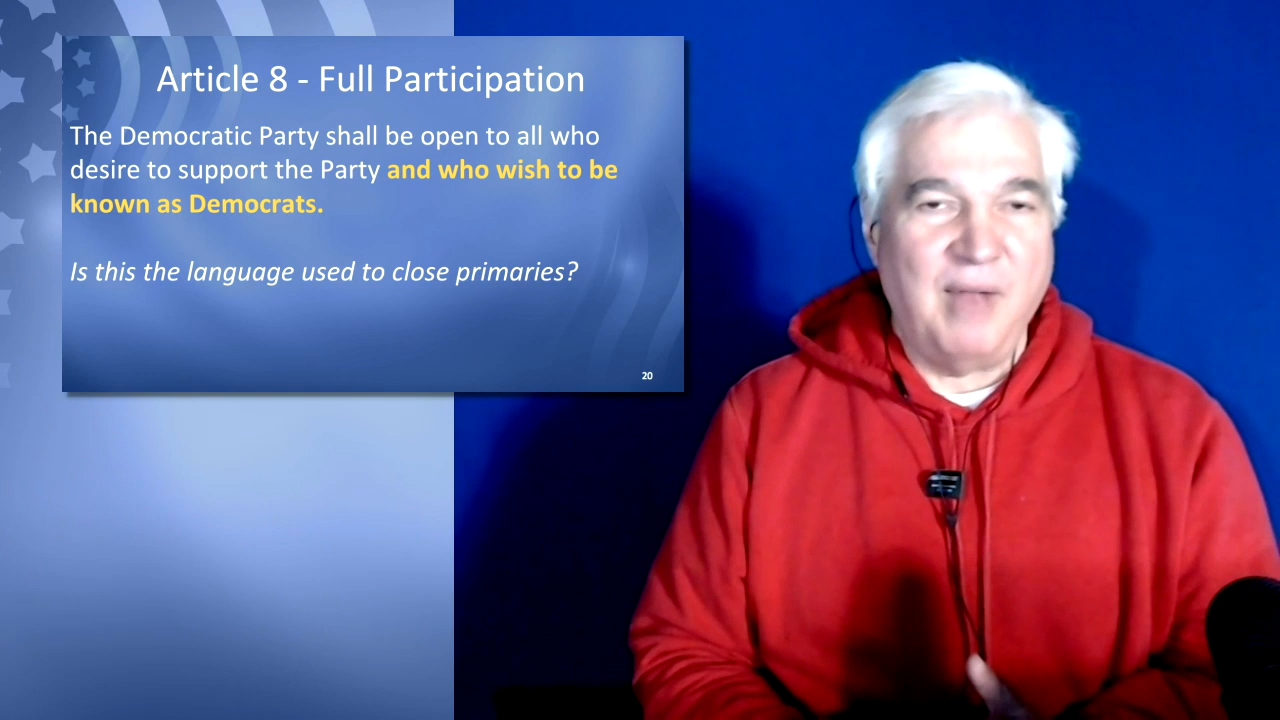 Article 8 - Full Participation
The Democratic Party shall be open to all who
desire to support the Party and who wish to be
known as Democrats.
Is this the language used to close primaries?
20